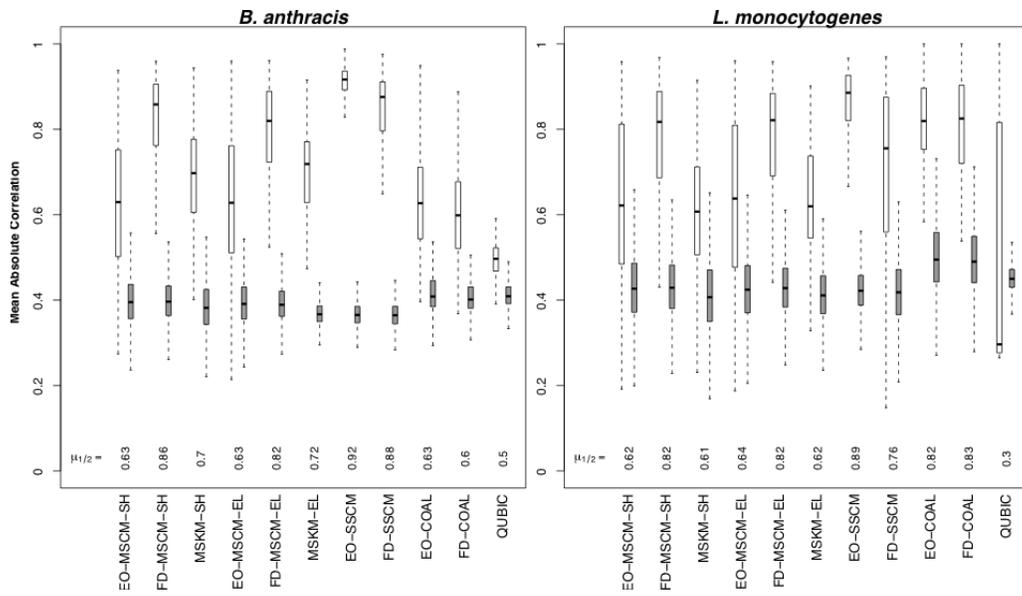 B. anthracis
L. monocytogenes
Mean Absolute Correlation
1
0.8
0.6
0.4
0.2
0
μ1/2 = 0.63 0.86 0.7 0.63 0.82 0.72 0.92 0.88 0.63 0.6 0.5
EO−MSCM−SH
FD−MSCM−SH
MSKM−SH
EO−MSCM−EL
FD−MSCM−EL
MSKM−EL
EO−SSCM
FD−SSCM
EO−COAL
FD−COAL
QUBIC
1
0.8
0.6
0.4
0.2
0
μ1/2 = 0.62 0.82 0.61 0.64 0.82 0.62 0.89 0.76 0.82 0.83 0.3
EO−MSCM−SH
FD−MSCM−SH
MSKM−SH
EO−MSCM−EL
FD−MSCM−EL
MSKM−EL
EO−SSCM
FD−SSCM
EO−COAL
FD−COAL
QUBIC